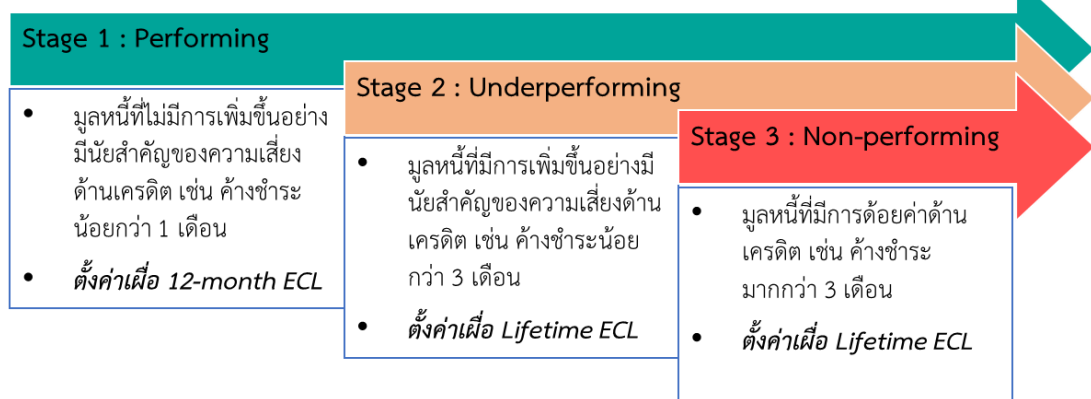 Stage 1 : Performing
• มูลหนี้ที่ไม่มีการเพิ่มขึ้นอย่าง
มีนัยสำคัญของความเสี่ยง
ด้านเครดิต เช่น ค้างชำระ
น้อยกว่า 1 เดือน
• ตั้งค่าเผื่อ 12-month ECL
Stage 2 : Underperforming
• มูลหนี้ที่มีการเพิ่มขึ้นอย่างมี
นัยสำคัญของความเสี่ยงด้าน
เครดิต เช่น ค้างชำระน้อย
กว่า 3 เดือน
• ตั้งค่าเผื่อ Lifetime ECL
Stage 3 : Non-performing
• มูลหนี้ที่มีการด้อยค่าด้าน
เครดิต เช่น ค้างชำระ
มากกว่า 3 เดือน
• ตั้งค่าเผื่อ Lifetime ECL